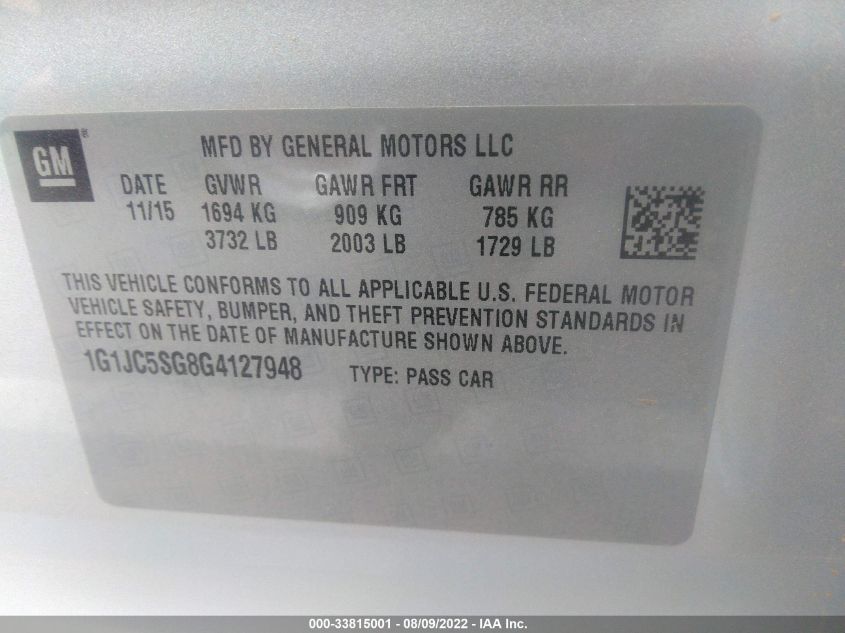 GM ®
MFD BY GENERAL MOTORS LLC
DATE GVWR GAWR FRT GAWR RR
11/15 1694 KG 909 KG 785 KG
3732 LB 2003 LB 1729 LB
THIS VEHICLE CONFORMS TO ALL APPLICABLE U.S. FEDERAL MOTOR
VEHICLE SAFETY, BUMPER, AND THEFT PREVENTION STANDARDS IN
EFFECT ON THE DATE OF MANUFACTURE SHOWN ABOVE.
1G1JC5SG8G4127948 TYPE: PASS CAR
000-33815001 - 08/09/2022 - IAA Inc.